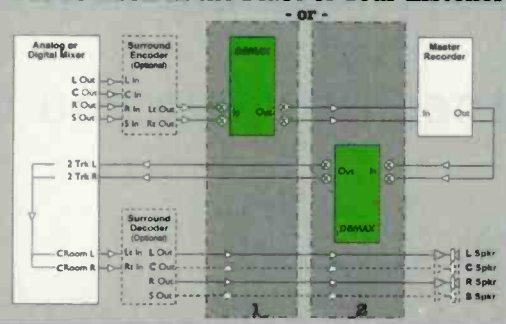 - or -
Analog or
Digital Mixer
Surround
Encoder
(Optional)
DBMAX
Master
Recorder
L Out
C Out
R Out
S Out
L In
C In
R In Lt Out
S In Rt Out
In Out
In Out
2 Trk L
2 Trk R
Out In
DBMAX
Surround
Decoder
(Optional)
CRoom L
CRoom R
Lt In L Out
Rt In C Out
R Out
S Out
L Spkr
C Spkr
R Spkr
S Spkr
1
2